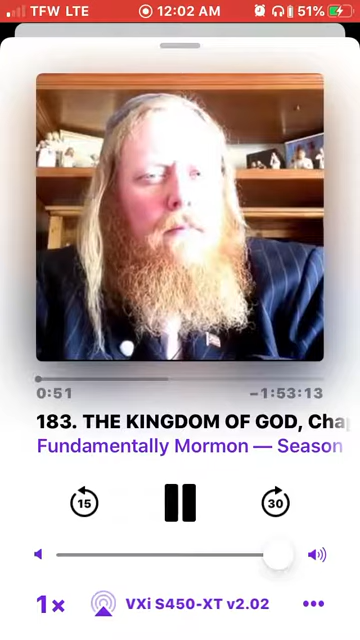 TFW LTE 12:02 AM 51%
0:51 −1:53:13
183. THE KINGDOM OF GOD, Cha
Fundamentally Mormon — Season
15 30
1× VXi S450-XT v2.02